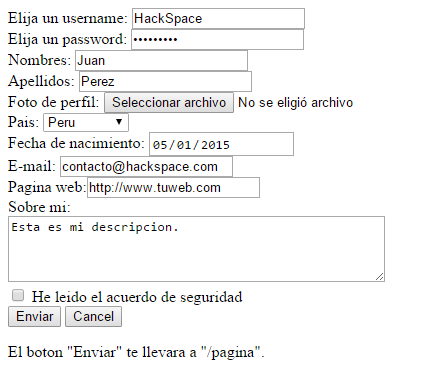 Elija un username: HackSpace
Elija un password: •••••••••
Nombres: Juan
Apellidos: Perez
Foto de perfil: Seleccionar archivo No se eligió archivo
Pais: Peru
Fecha de nacimiento: 05/01/2015
E-mail: contacto@hackspace.com
Pagina web: http://www.tuweb.com
Sobre mi:
Esta es mi descripcion.
He leido el acuerdo de seguridad
Enviar Cancel
El boton "Enviar" te llevara a "/pagina".